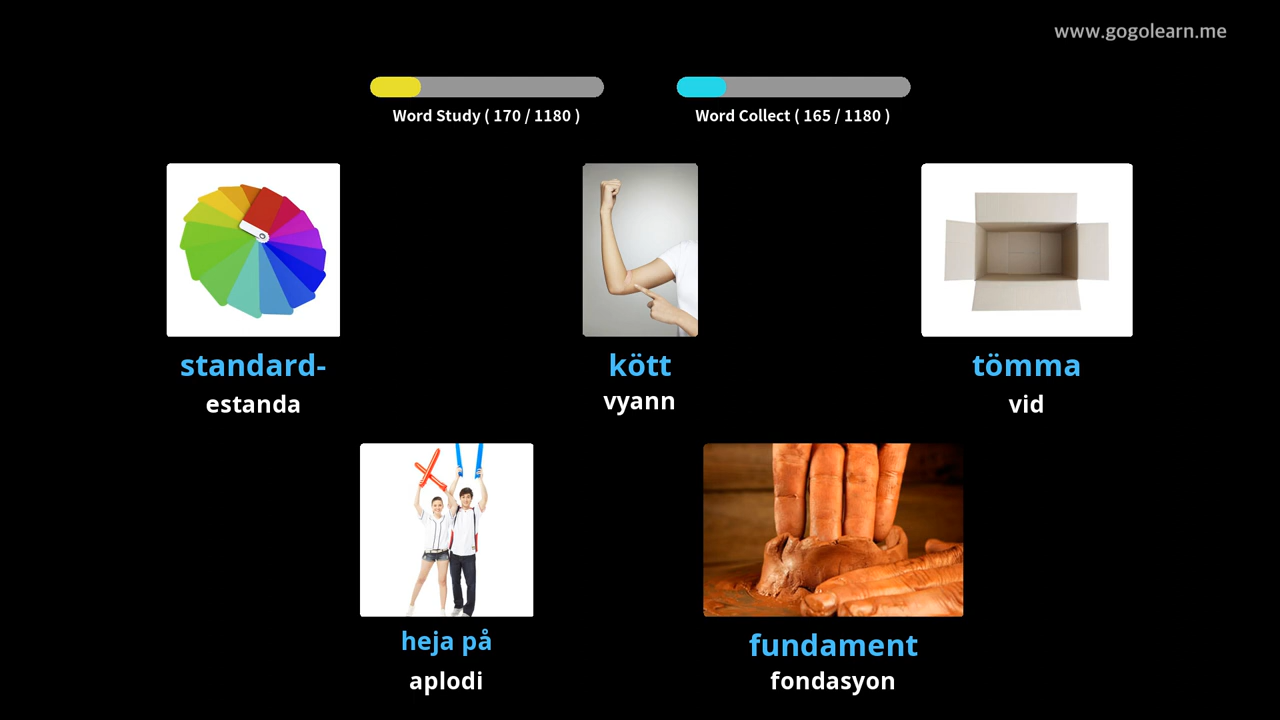 www.gogolearn.me
Word Study ( 170 / 1180 )
Word Collect ( 165 / 1180 )
standard-
estanda
kött
vyann
tömma
vid
heja på
aplodi
fundament
fondasyon